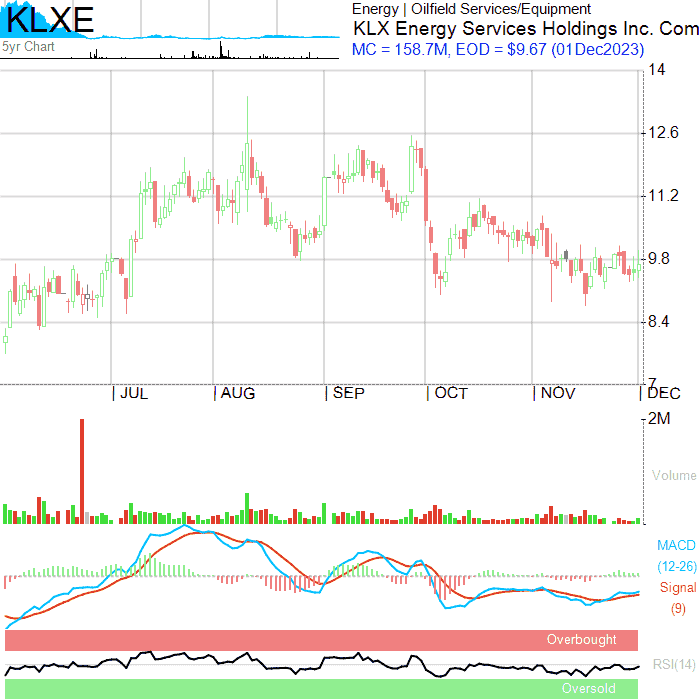 KLXE
5yr Chart
Energy | Oilfield Services/Equipment
KLX Energy Services Holdings Inc. Com
MC = 158.7M, EOD = $9.67 (01Dec2023)
14
12.6
11.2
9.8
8.4
7
| JUL | AUG | SEP | OCT | NOV | DEC
2M
Volume
MACD
(12-26)
Signal
(9)
Overbought
RSI(14)
Oversold